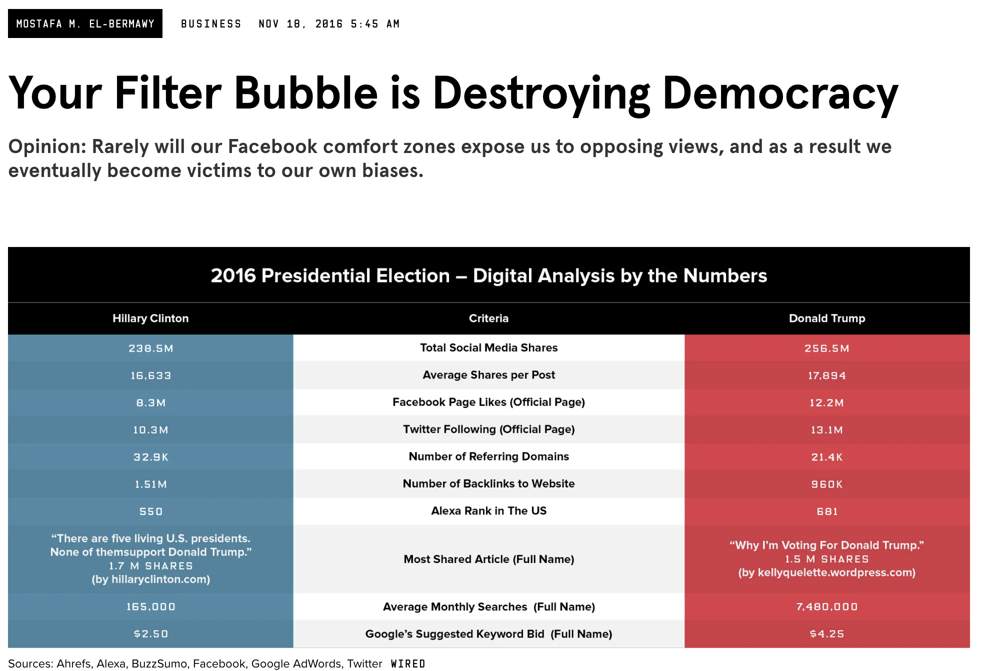 MOSTAFA M. EL-BERMAWY BUSINESS NOV 18, 2016 5:45 AM
Your Filter Bubble is Destroying Democracy
Opinion: Rarely will our Facebook comfort zones expose us to opposing views, and as a result we
eventually become victims to our own biases.
2016 Presidential Election – Digital Analysis by the Numbers
Hillary Clinton Criteria Donald Trump
238.5M Total Social Media Shares 256.5M
16,633 Average Shares per Post 17,894
8.3M Facebook Page Likes (Official Page) 12.2M
10.3M Twitter Following (Official Page) 13.1M
32.9K Number of Referring Domains 21.4K
1.51M Number of Backlinks to Website 960K
550 Alexa Rank in The US 681
“There are five living U.S. presidents.
None of themsupport Donald Trump.”
1.7 M SHARES
(by hillaryclinton.com)
Most Shared Article (Full Name)
“Why I’m Voting For Donald Trump.”
1.5 M SHARES
(by kellyquelette.wordpress.com)
165,000 Average Monthly Searches (Full Name) 7,480,000
$2.50 Google’s Suggested Keyword Bid (Full Name) $4.25
Sources: Ahrefs, Alexa, BuzzSumo, Facebook, Google AdWords, Twitter WIRED